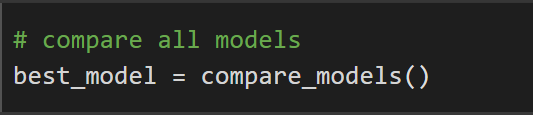 # compare all models
best_model = compare_models()